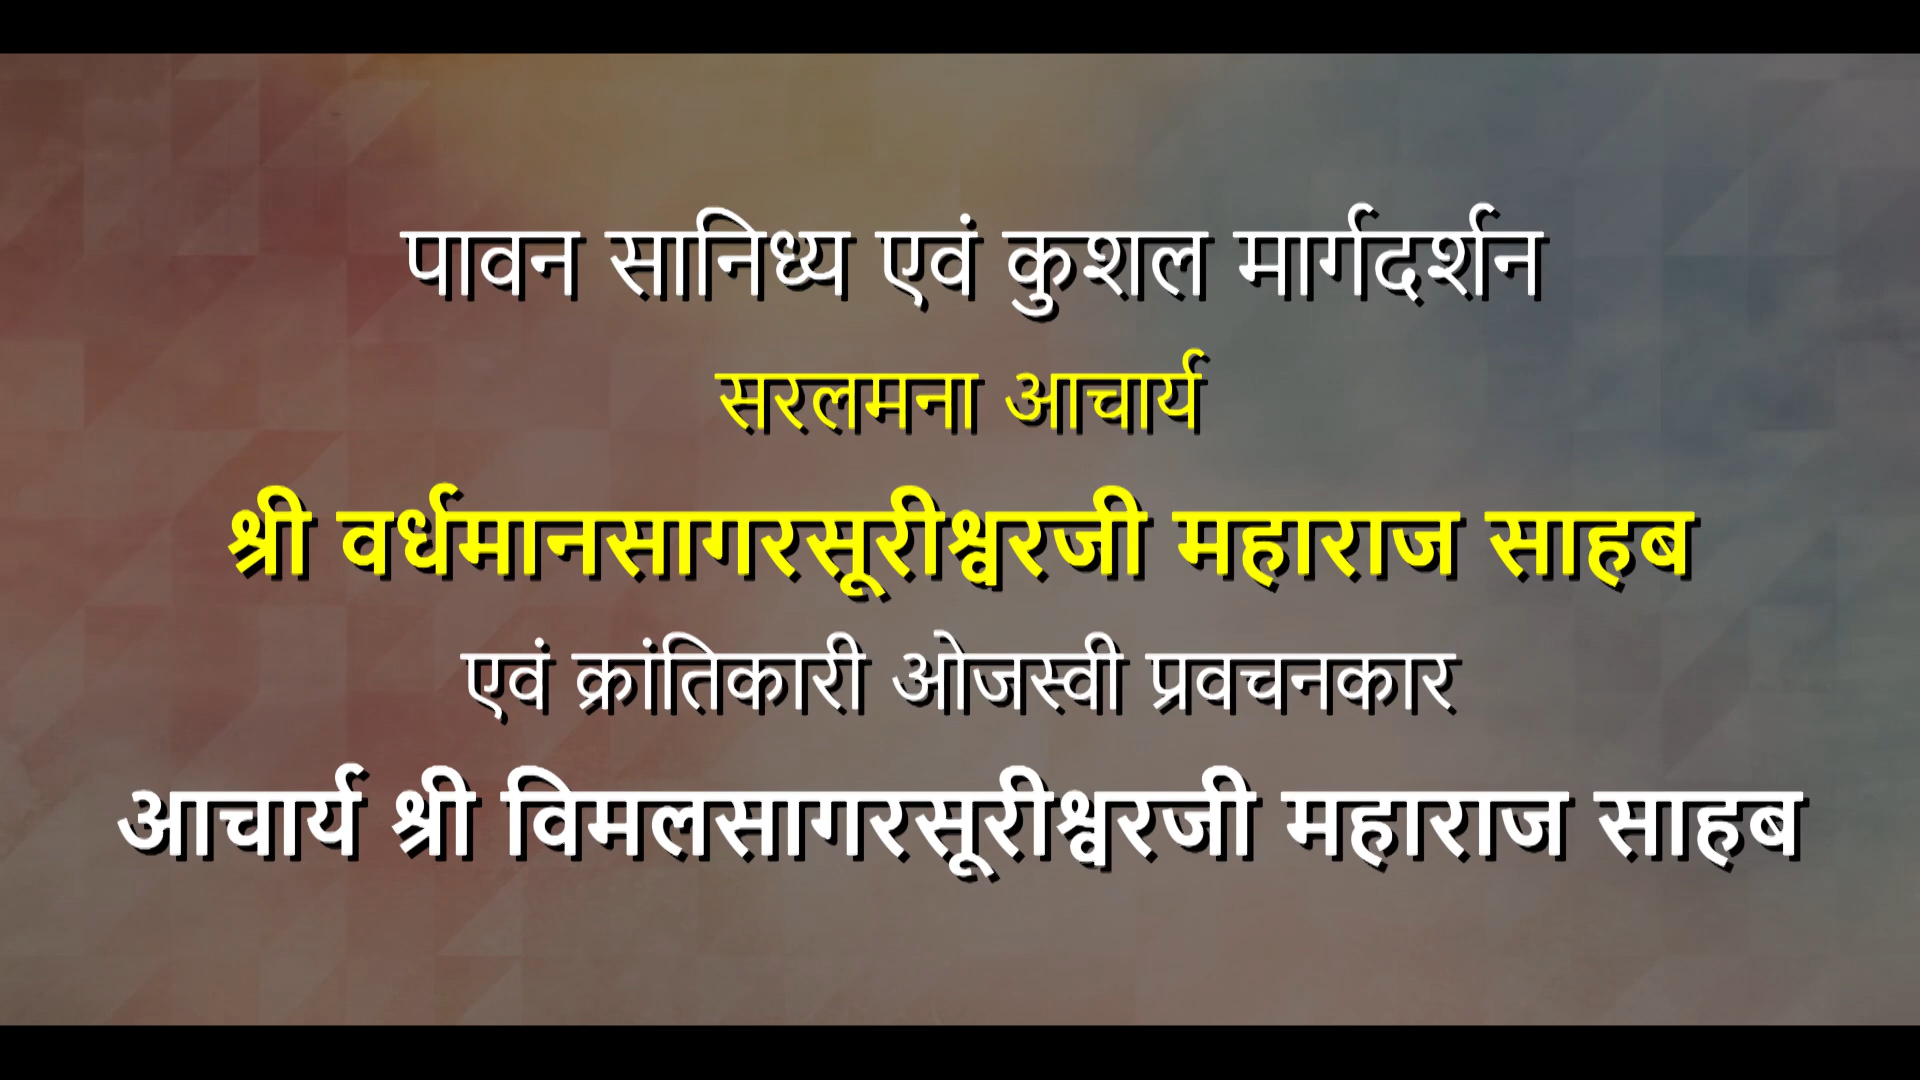 पावन सानिध्य एवं कुशल मार्गदर्शन
सरलमना आचार्य
श्री वर्धमानसागरसूरीश्वरजी महाराज साहब
एवं क्रांतिकारी ओजस्वी प्रवचनकार
आचार्य श्री विमलसागरसूरीश्वरजी महाराज साहब